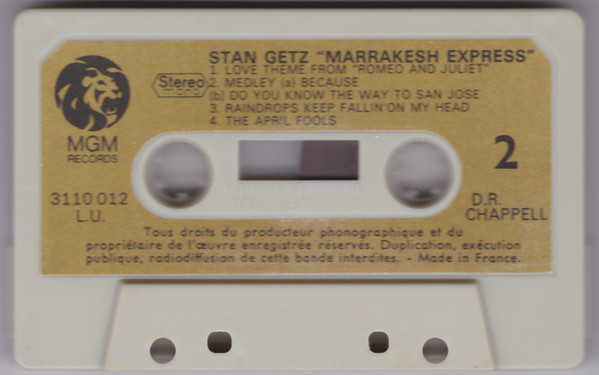 STAN GETZ "MARRAKESH EXPRESS"
1. LOVE THEME FROM "ROMEO AND JULIET"
Stereo
mono
2. MEDLEY (a) BECAUSE
(b) DO YOU KNOW THE WAY TO SAN JOSE
3. RAINDROPS KEEP FALLIN'ON MY HEAD
4. THE APRIL FOOLS
MGM
RECORDS
2
3110 012
L.U.
D.R.
CHAPPELL
Tous droits du producteur phonographique et du
propriétaire de l'œuvre enregistrée réservés. Duplication, exécution
publique, radiodiffusion de cette bande interdites. - Made in France.